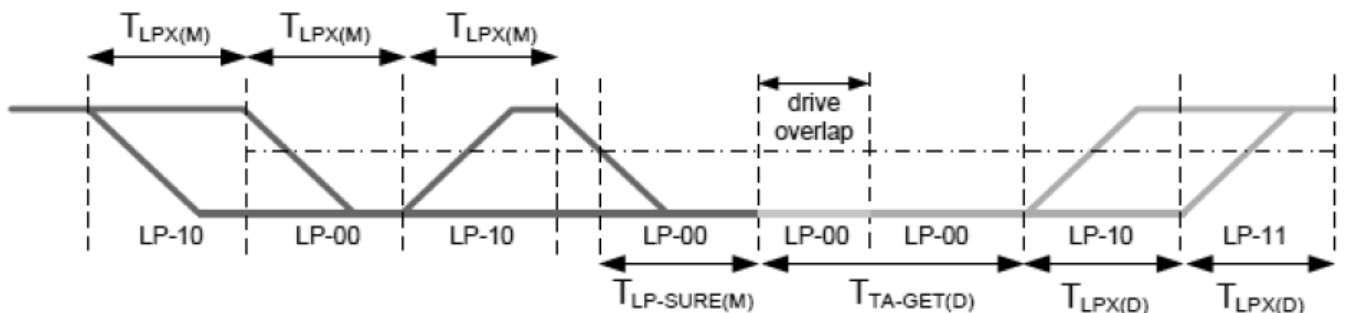 TLPX(M) TLPX(M) TLPX(M)
drive
overlap
LP-10 LP-00 LP-10 LP-00 LP-00 LP-00 LP-10 LP-11
TLP-SURE(M) TTA-GET(D) TLPX(D) TLPX(D)